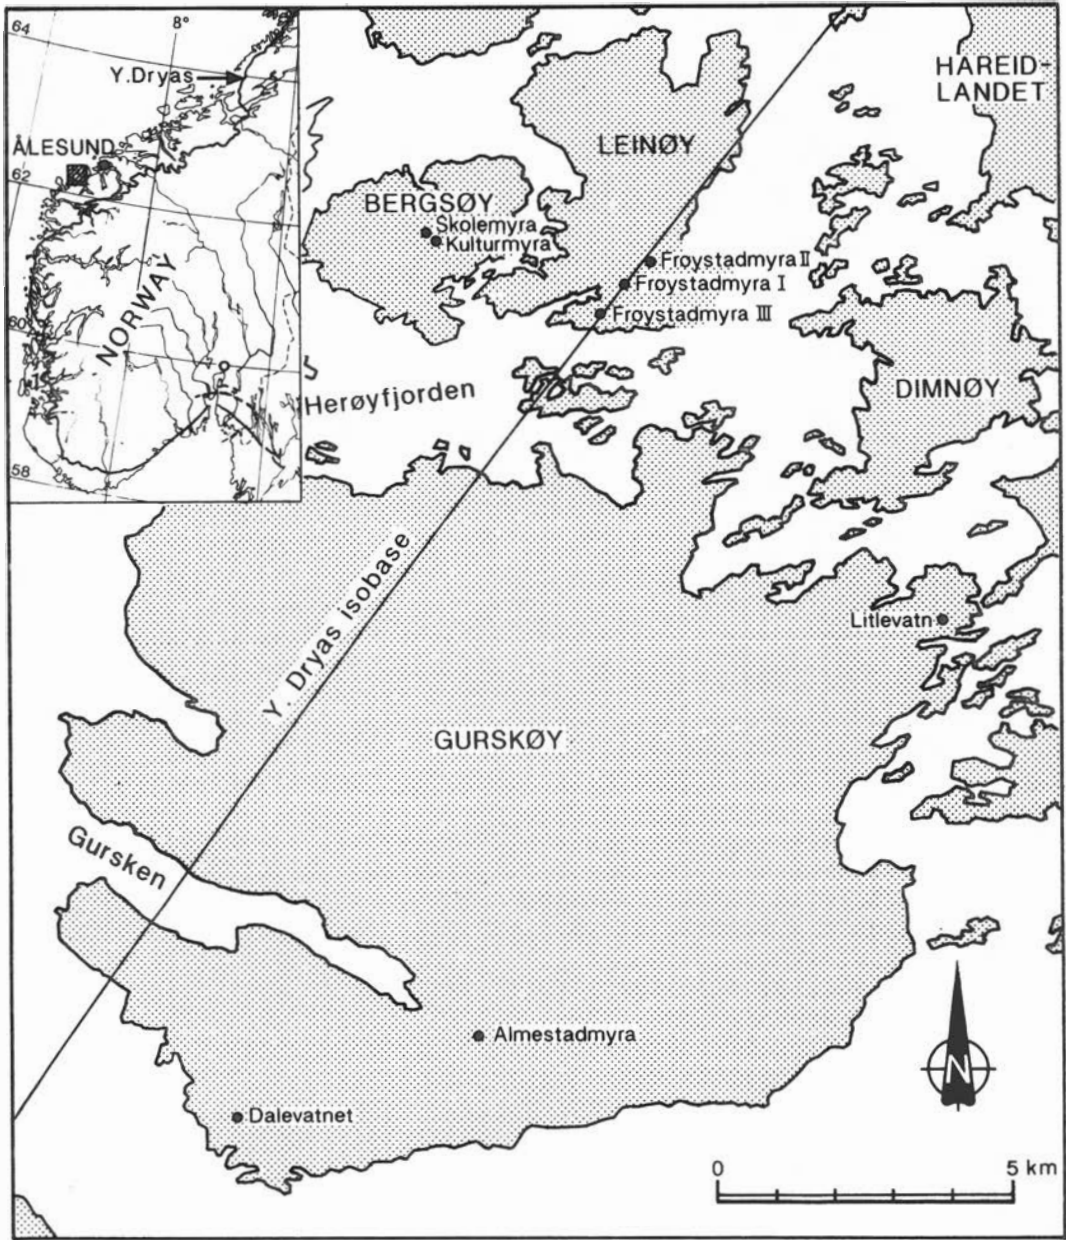 64
8°
Y.Dryas
ÅLESUND
62
NORWAY
60
58
HAREID-
LANDET
LEINØY
BERGSØY
Skolemyra
Kulturmyra
Frøystadmyra II
Frøystadmyra I
Frøystadmyra III
DIMNØY
Herøyfjorden
Y. Dryas isobase
Litlevatn
GURSKØY
Gursken
Almestadmyra
Dalevatnet
N
0 5 km